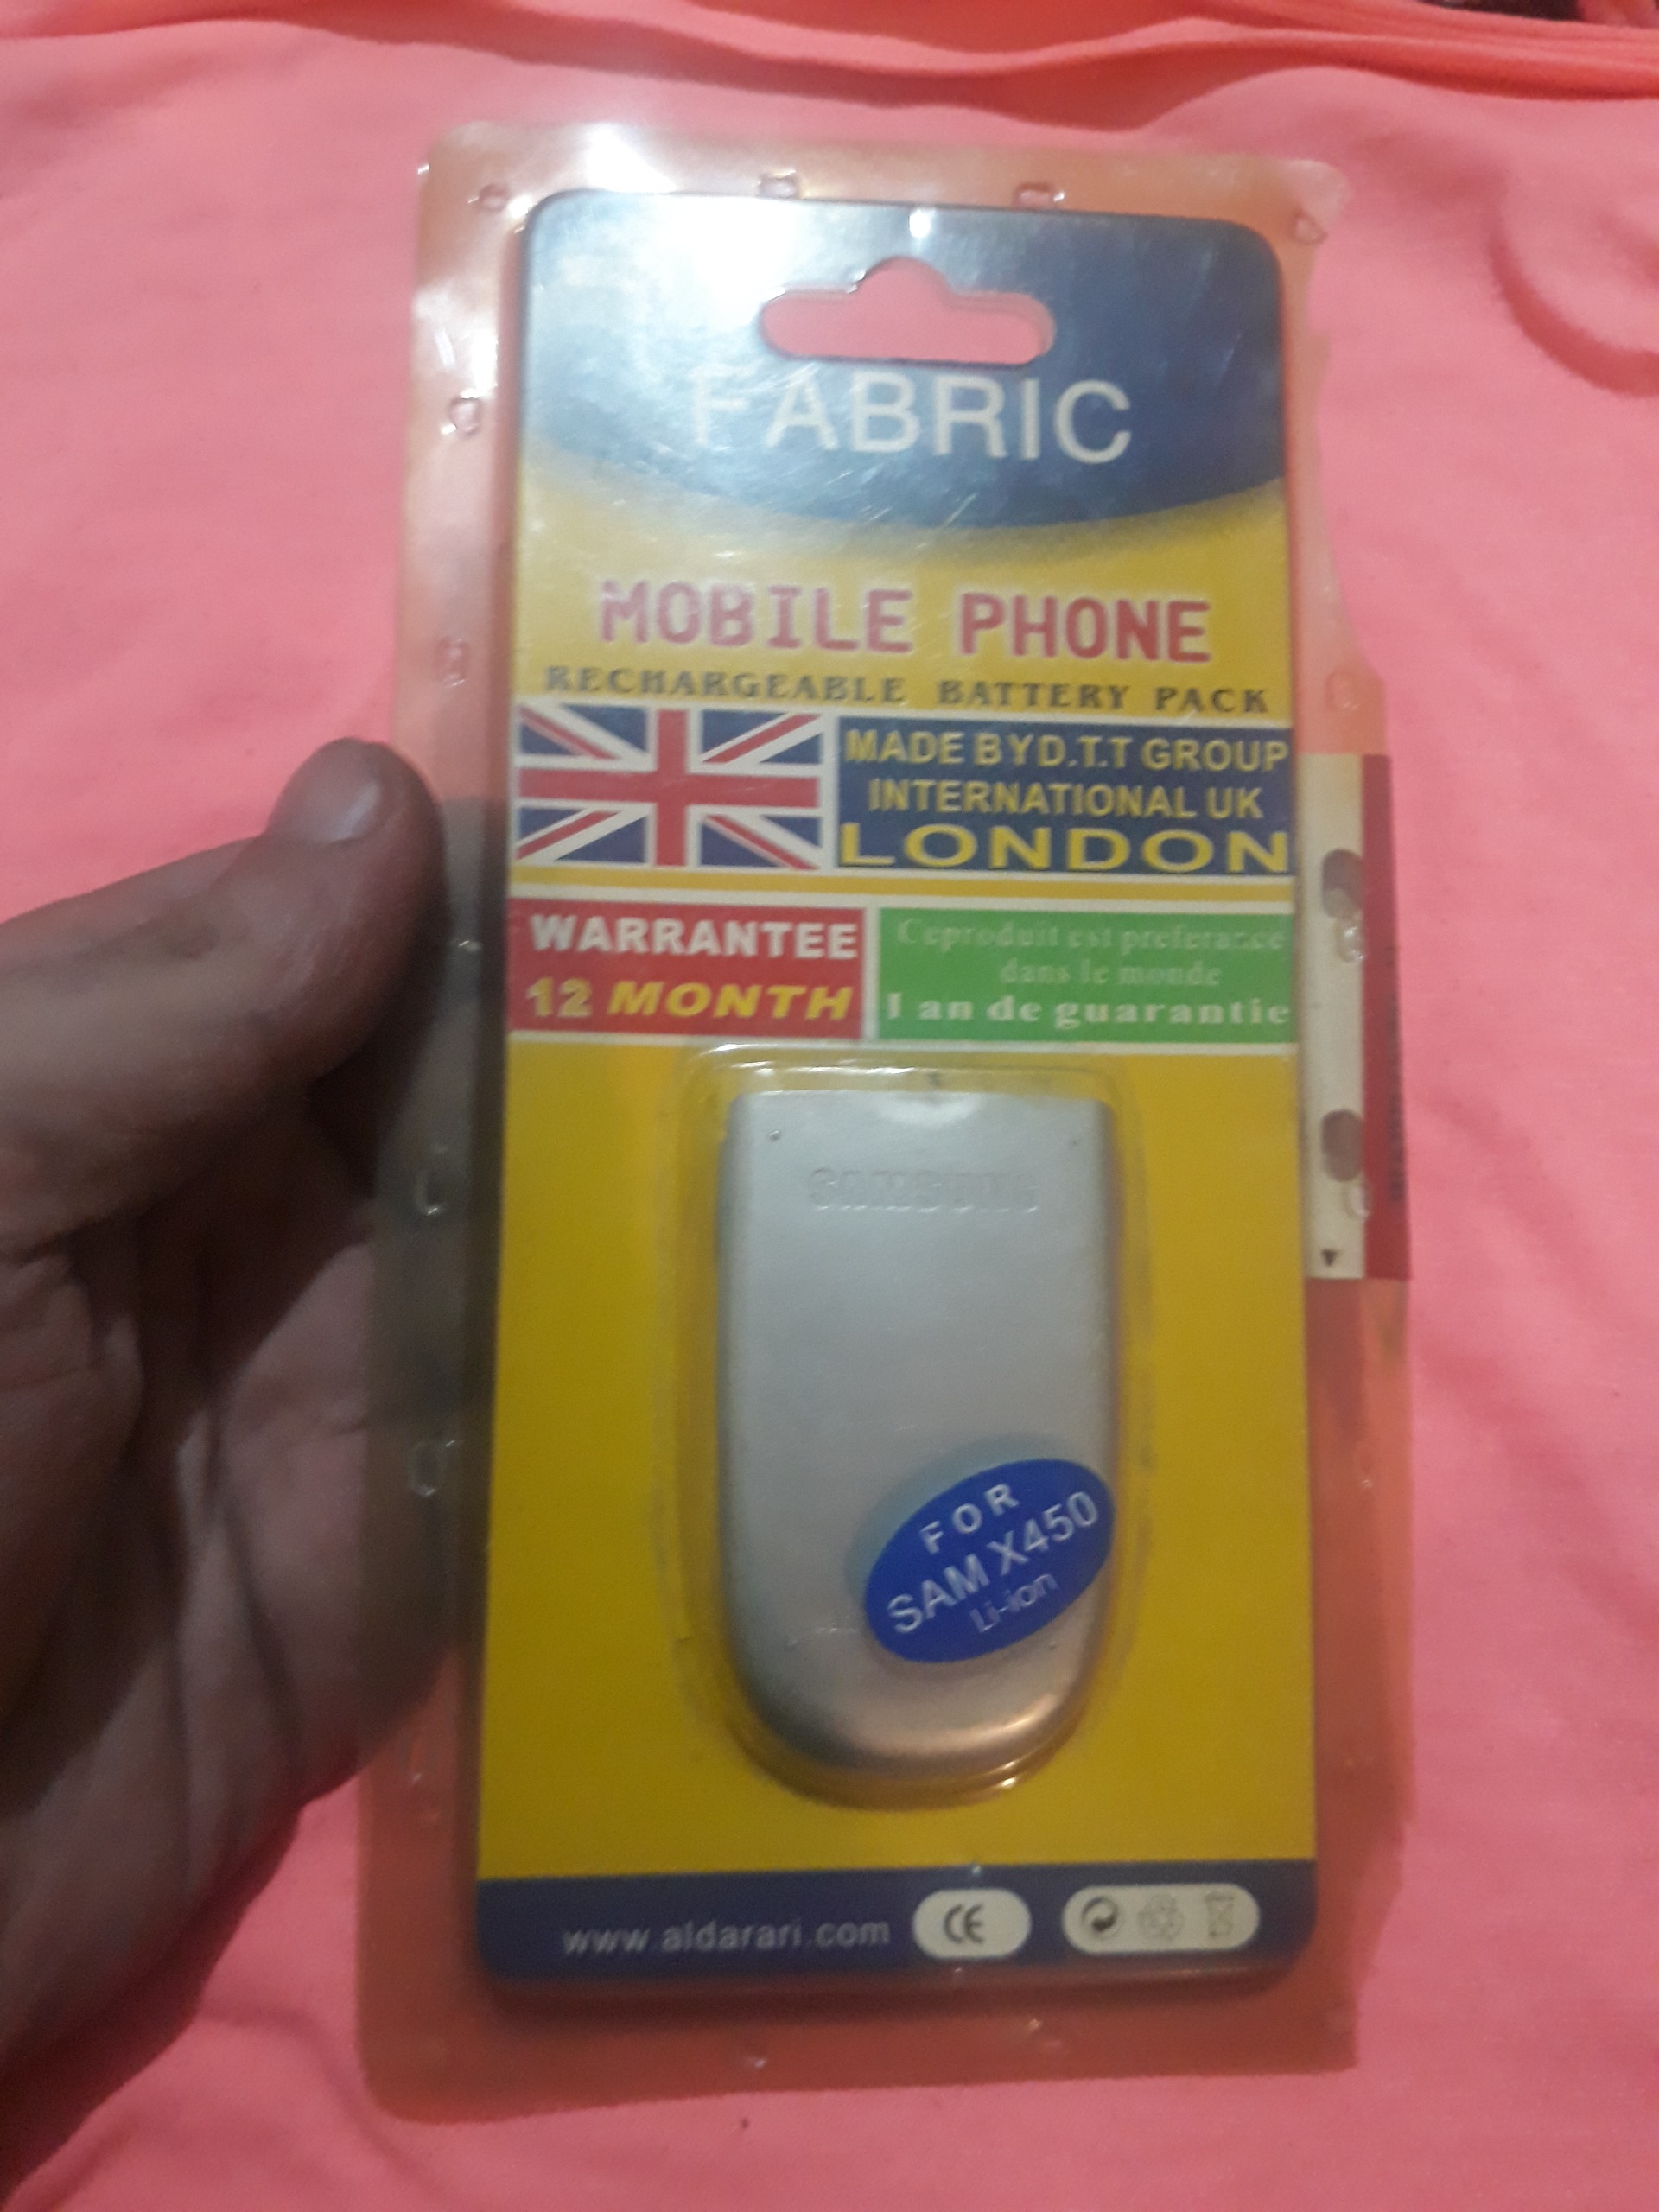 FABRIC
MOBILE PHONE
RECHARGEABLE BATTERY PACK
MADE BY D.T.T GROUP
INTERNATIONAL UK
LONDON
WARRANTEE
12 MONTH
Ceproduit est preferance
dans le monde
1 an de guarantie
SAMSUNG
FOR
SAM X450
Li-ion
www.aldarari.com
CE